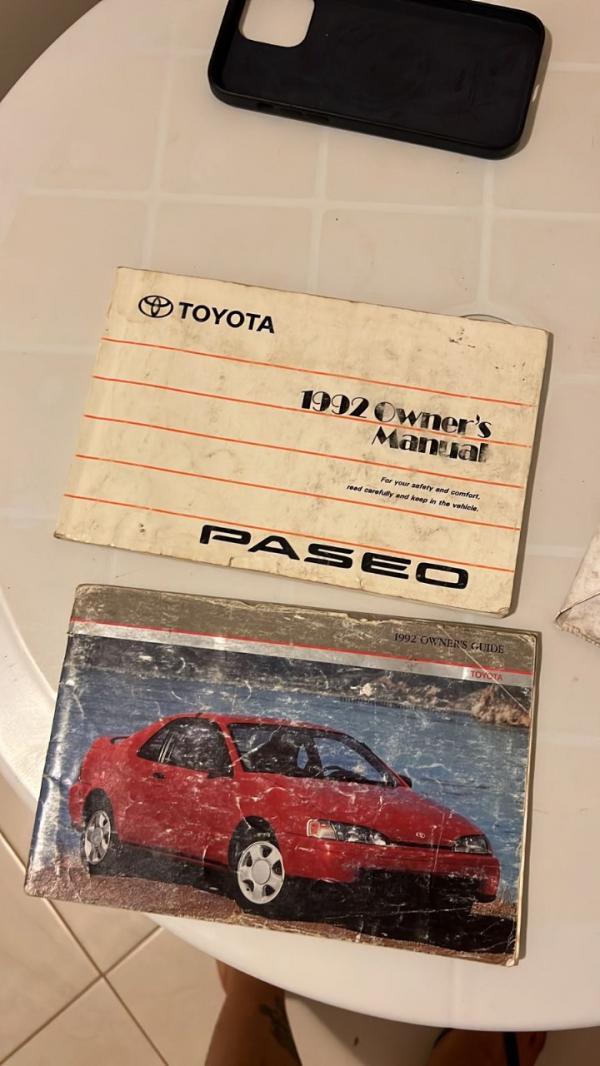 TOYOTA
1992 Owner's
Manual
For your safety and comfort,
read carefully and keep in the vehicle.
PASEO
1992 OWNER'S GUIDE
TOYOTA